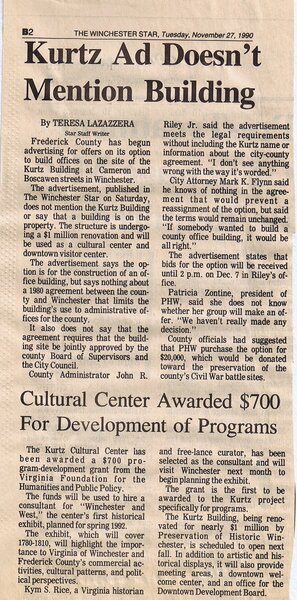 B2
THE WINCHESTER STAR, Tuesday, November 27, 1990
Kurtz Ad Doesn't
Mention Building
By TERESA LAZAZZERA
Star Staff Writer
Frederick County has begun
advertising for offers on its option
to build offices on the site of the
Kurtz Building at Cameron and
Boscawen streets in Winchester.
The advertisement, published in
The Winchester Star on Saturday,
does not mention the Kurtz Building
or say that a building is on the
property. The structure is undergo-
ing a $1 million renovation and will
be used as a cultural center and
downtown visitor center.
The advertisement says the
option is for the construction of an of-
fice building, but says nothing about
a 1980 agreement between the coun-
ty and Winchester that limits the
building's use to administrative of-
fices for the county.
It also does not say that the
agreement requires that the build-
ing site be jointly approved by the
county Board of Supervisors and
the City Council.
County Administrator John R.
Riley Jr. said the advertisement
meets the legal requirements
without including the Kurtz name or
information about the city-county
agreement. "I don't see anything
wrong with the way it's worded."
City Attorney Mark K. Flynn said
he knows of nothing in the agree-
ment that would prevent a
reassignment of the option, but said
the terms would remain unchanged.
"If somebody wanted to build a
county office building, it would be
all right."
The advertisement states that
bids for the option will be received
until 2 p.m. on Dec. 7 in Riley's of-
fice.
Patricia Zontine, president of
PHW, said she does not know
whether her group will make an of-
fer. "We haven't really made any
decision."
County officials had suggested
that PHW purchase the option for
$20,000, which would be donated
toward the preservation of the
county's Civil War battle sites.
Cultural Center Awarded $700
For Development of Programs
The Kurtz Cultural Center has
been awarded a $700 pro-
gram-development grant from the
Virginia Foundation for the
Humanities and Public Policy.
The funds will be used to hire a
consultant for "Winchester and
West," the center's first historical
exhibit, planned for spring 1992.
The exhibit, which will cover
1780-1810, will highlight the impor-
tance to Virginia of Winchester and
Frederick County's commercial ac-
tivities, cultural patterns, and polit-
ical perspectives.
Kym S. Rice, a Virginia historian
and free-lance curator, has been
selected as the consultant and will
visit Winchester next month to
begin planning the exhibit.
The grant is the first to be
awarded to the Kurtz project
specifically for programs.
The Kurtz Building, being reno-
vated for nearly $1 million by
Preservation of Historic Win-
chester, is scheduled to open next
fall. In addition to artistic and his-
torical displays, it will also provide
meeting areas, a downtown wel-
come center, and an office for the
Downtown Development Board.